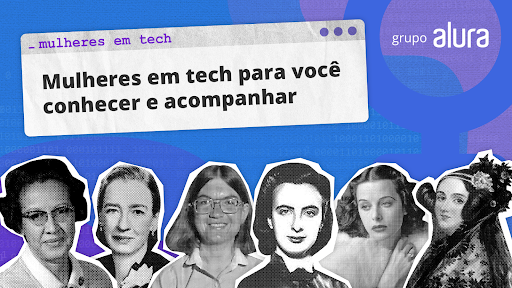 _ mulheres em tech
grupo alura
Mulheres em tech para você
conhecer e acompanhar